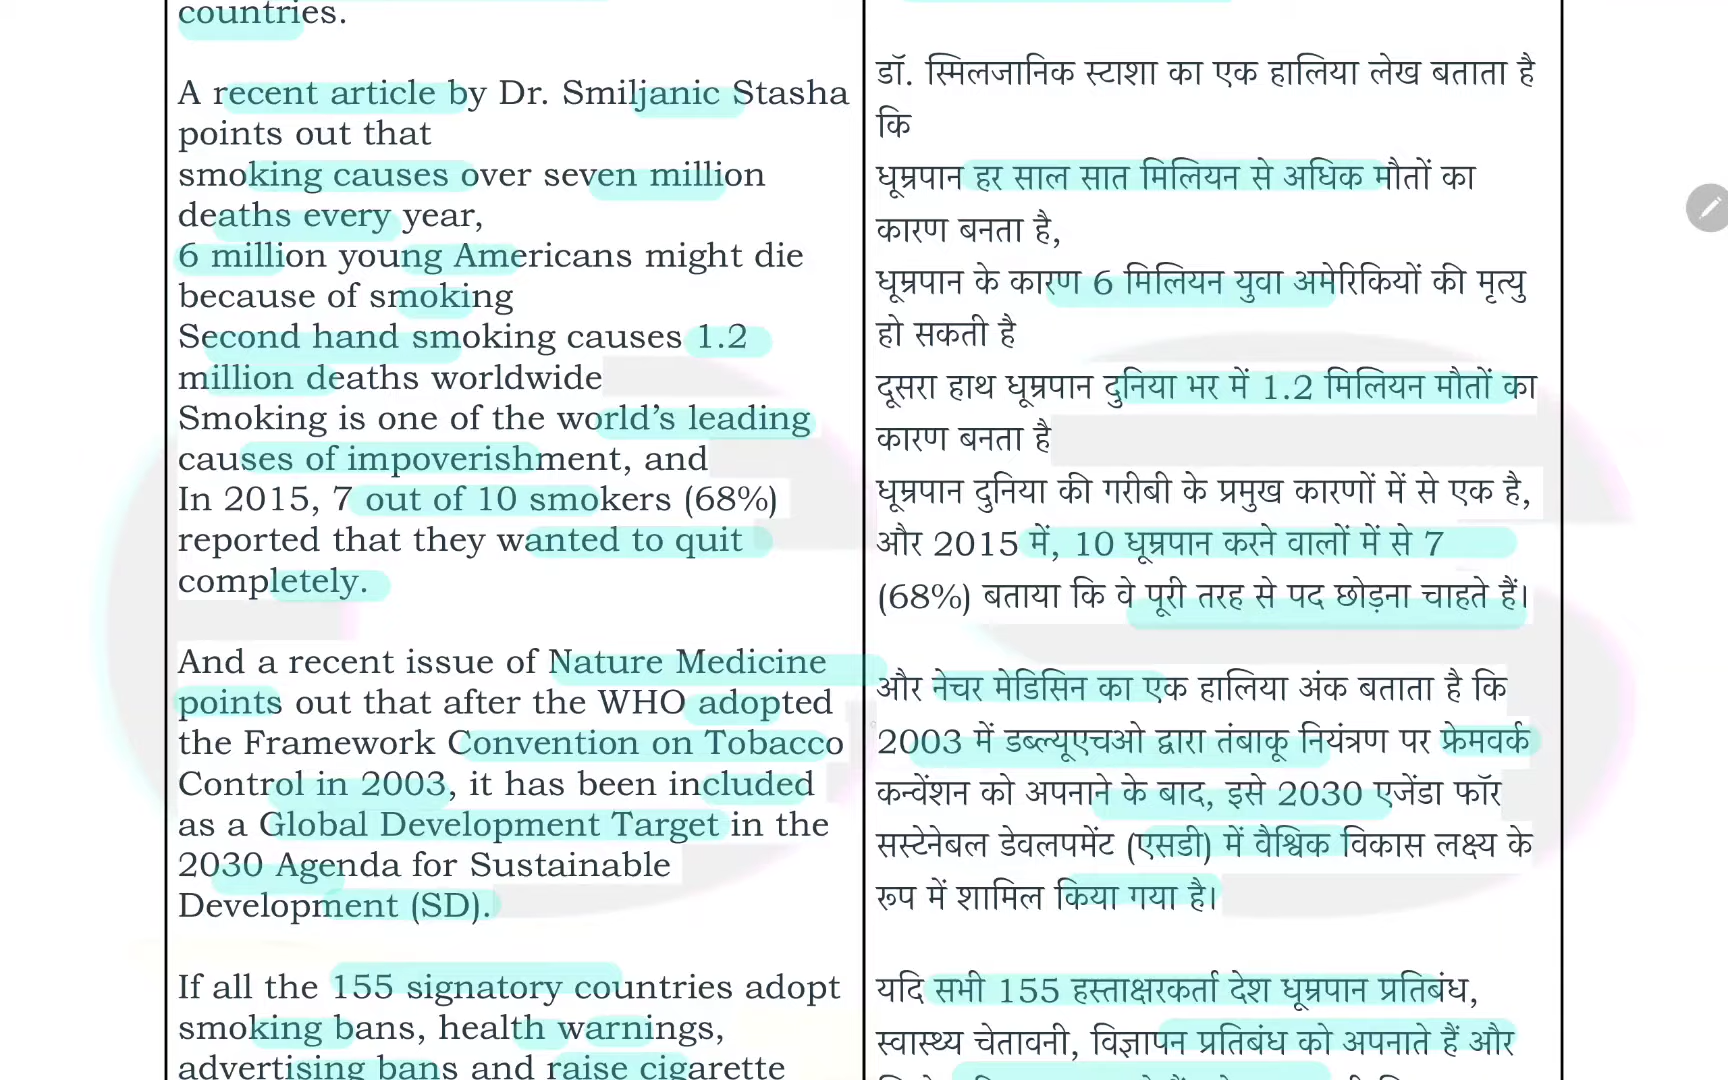 countries.
A recent article by Dr. Smiljanic Stasha
points out that
smoking causes over seven million
deaths every year,
6 million young Americans might die
because of smoking
Second hand smoking causes 1.2
million deaths worldwide
Smoking is one of the world’s leading
causes of impoverishment, and
In 2015, 7 out of 10 smokers (68%)
reported that they wanted to quit
completely.
And a recent issue of Nature Medicine
points out that after the WHO adopted
the Framework Convention on Tobacco
Control in 2003, it has been included
as a Global Development Target in the
2030 Agenda for Sustainable
Development (SD).
If all the 155 signatory countries adopt
smoking bans, health warnings,
advertising bans and raise cigarette
डॉ. स्मिलजानिक स्टाशा का एक हालिया लेख बताता है
कि
धूम्रपान हर साल सात मिलियन से अधिक मौतों का
कारण बनता है,
धूम्रपान के कारण 6 मिलियन युवा अमेरिकियों की मृत्यु
हो सकती है
दूसरा हाथ धूम्रपान दुनिया भर में 1.2 मिलियन मौतों का
कारण बनता है
धूम्रपान दुनिया की गरीबी के प्रमुख कारणों में से एक है,
और 2015 में, 10 धूम्रपान करने वालों में से 7
(68%) बताया कि वे पूरी तरह से पद छोड़ना चाहते हैं।
और नेचर मेडिसिन का एक हालिया अंक बताता है कि
2003 में डब्ल्यूएचओ द्वारा तंबाकू नियंत्रण पर फ्रेमवर्क
कन्वेंशन को अपनाने के बाद, इसे 2030 एजेंडा फॉर
सस्टेनेबल डेवलपमेंट (एसडी) में वैश्विक विकास लक्ष्य के
रूप में शामिल किया गया है।
यदि सभी 155 हस्ताक्षरकर्ता देश धूम्रपान प्रतिबंध,
स्वास्थ्य चेतावनी, विज्ञापन प्रतिबंध को अपनाते हैं और